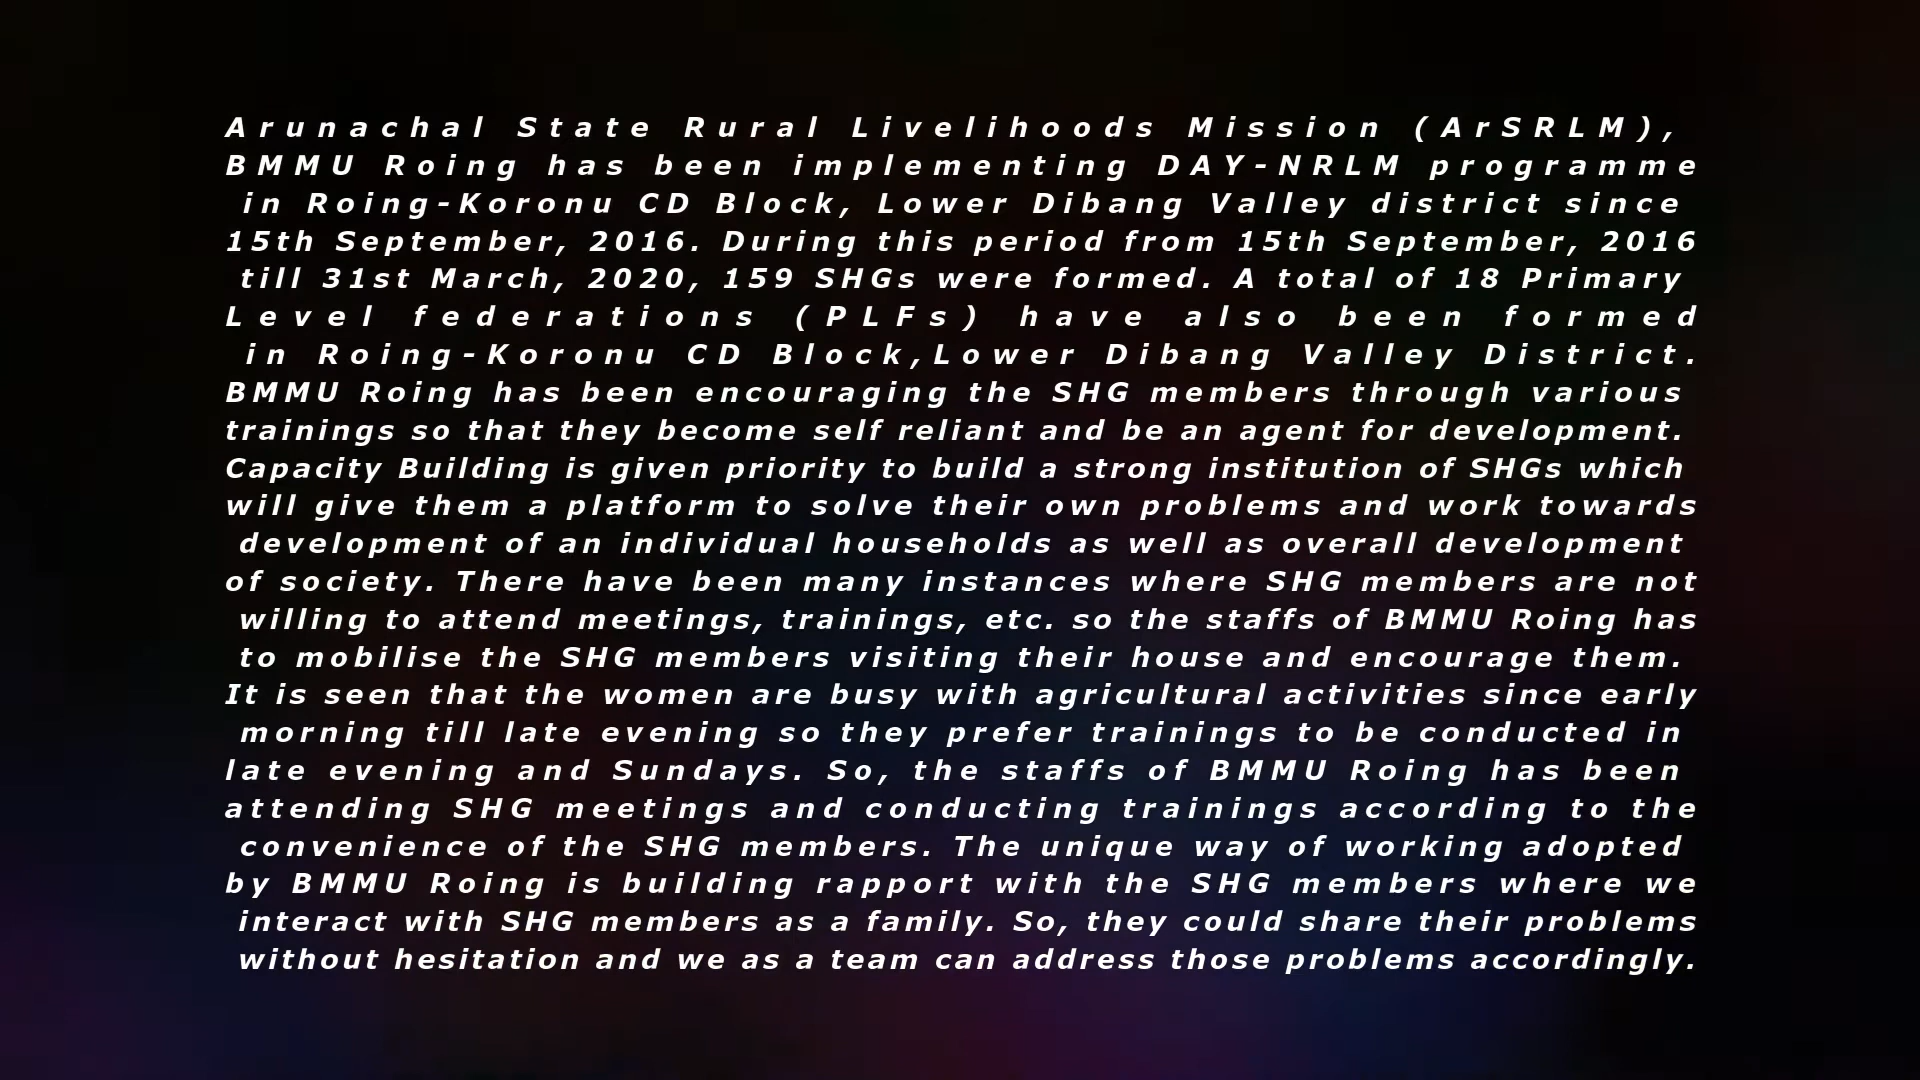 Arunachal State Rural Livelihoods Mission (ArSRLM),
BMMU Roing has been implementing DAY-NRLM programme
in Roing-Koronu CD Block, Lower Dibang Valley district since
15th September, 2016. During this period from 15th September, 2016
till 31st March, 2020, 159 SHGs were formed. A total of 18 Primary
Level federations (PLFs) have also been formed
in Roing-Koronu CD Block,Lower Dibang Valley District.
BMMU Roing has been encouraging the SHG members through various
trainings so that they become self reliant and be an agent for development.
Capacity Building is given priority to build a strong institution of SHGs which
will give them a platform to solve their own problems and work towards
development of an individual households as well as overall development
of society. There have been many instances where SHG members are not
willing to attend meetings, trainings, etc. so the staffs of BMMU Roing has
to mobilise the SHG members visiting their house and encourage them.
It is seen that the women are busy with agricultural activities since early
morning till late evening so they prefer trainings to be conducted in
late evening and Sundays. So, the staffs of BMMU Roing has been
attending SHG meetings and conducting trainings according to the
convenience of the SHG members. The unique way of working adopted
by BMMU Roing is building rapport with the SHG members where we
interact with SHG members as a family. So, they could share their problems
without hesitation and we as a team can address those problems accordingly.